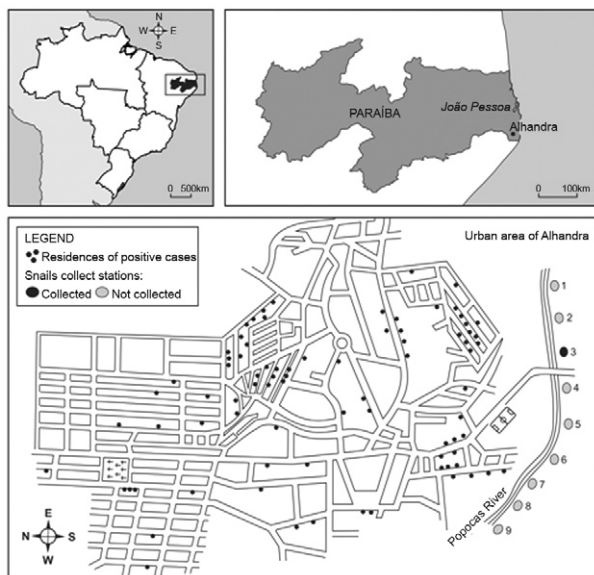 N
W E
S
0 500km
PARAÍBA
João Pessoa
Alhandra
0 100km
LEGEND
Residences of positive cases
Snails collect stations:
Collected Not collected
Urban area of Alhandra
1
2
3
4
5
6
7
8
9
Popocas River
E
N S
W